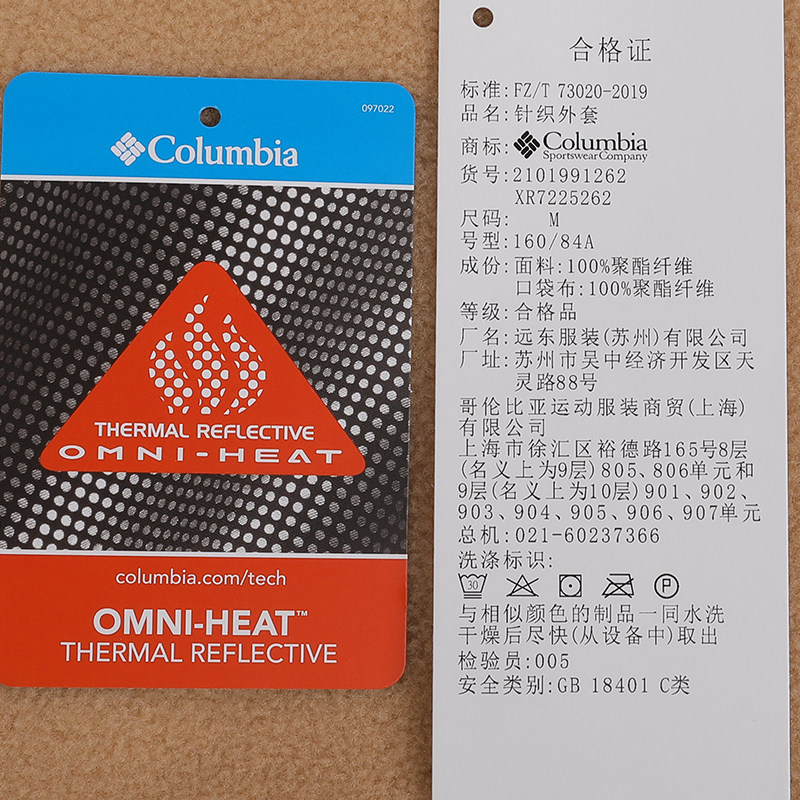 097022
Columbia
THERMAL REFLECTIVE
OMNI-HEAT
columbia.com/tech
OMNI-HEAT™
THERMAL REFLECTIVE
合格证
标准:FZ/T 73020-2019
品名:针织外套
商标:Columbia
Sportswear Company
货号:2101991262
XR7225262
尺码: M
号型:160/84A
成份:面料:100%聚酯纤维
口袋布:100%聚酯纤维
等级:合格品
厂名:远东服装(苏州)有限公司
厂址:苏州市吴中经济开发区天
灵路88号
哥伦比亚运动服装商贸(上海)
有限公司
上海市徐汇区裕德路165号8层
(名义上为9层)805、806单元和
9层(名义上为10层)901、902、
903、904、905、906、907单元
总机:021-60237366
洗涤标识:
30 P
与相似颜色的制品一同水洗
干燥后尽快(从设备中)取出
检验员:005
安全类别:GB 18401 C类